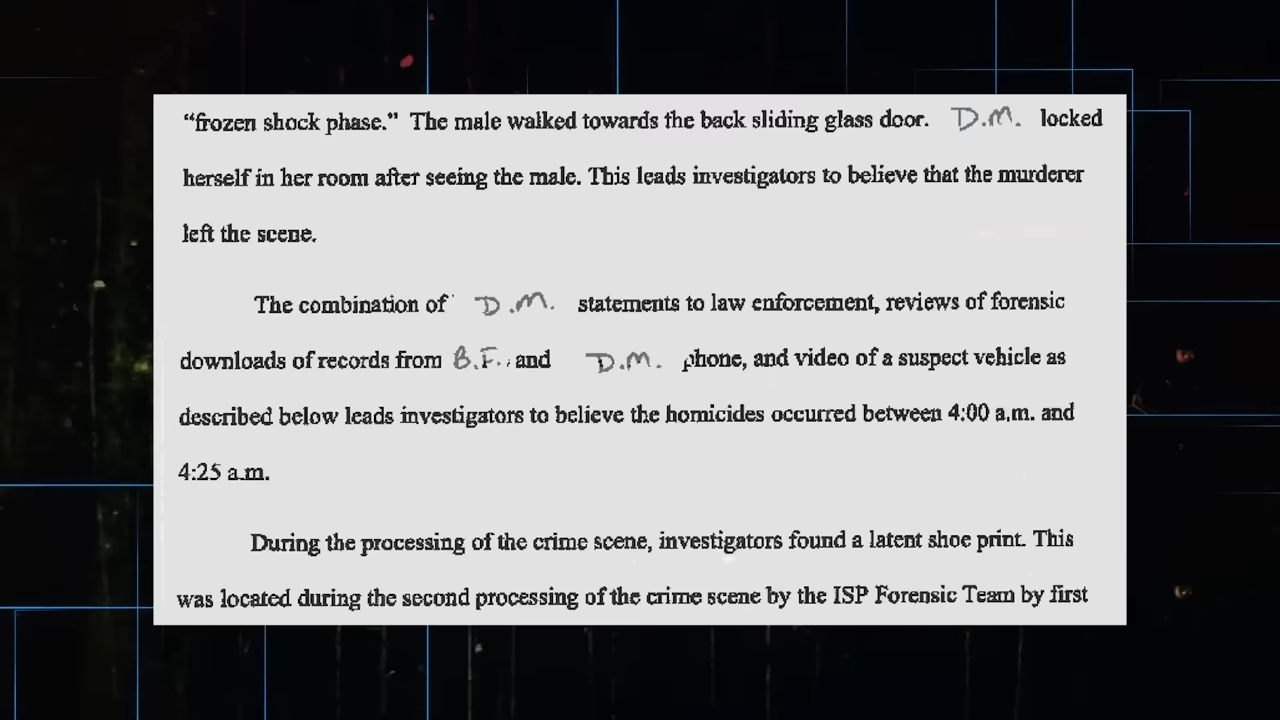 “frozen shock phase.” The male walked towards the back sliding glass door. D.M. locked
herself in her room after seeing the male. This leads investigators to believe that the murderer
left the scene.
The combination of D.M. statements to law enforcement, reviews of forensic
downloads of records from B.F. and D.M. phone, and video of a suspect vehicle as
described below leads investigators to believe the homicides occurred between 4:00 a.m. and
4:25 a.m.
During the processing of the crime scene, investigators found a latent shoe print. This
was located during the second processing of the crime scene by the ISP Forensic Team by first